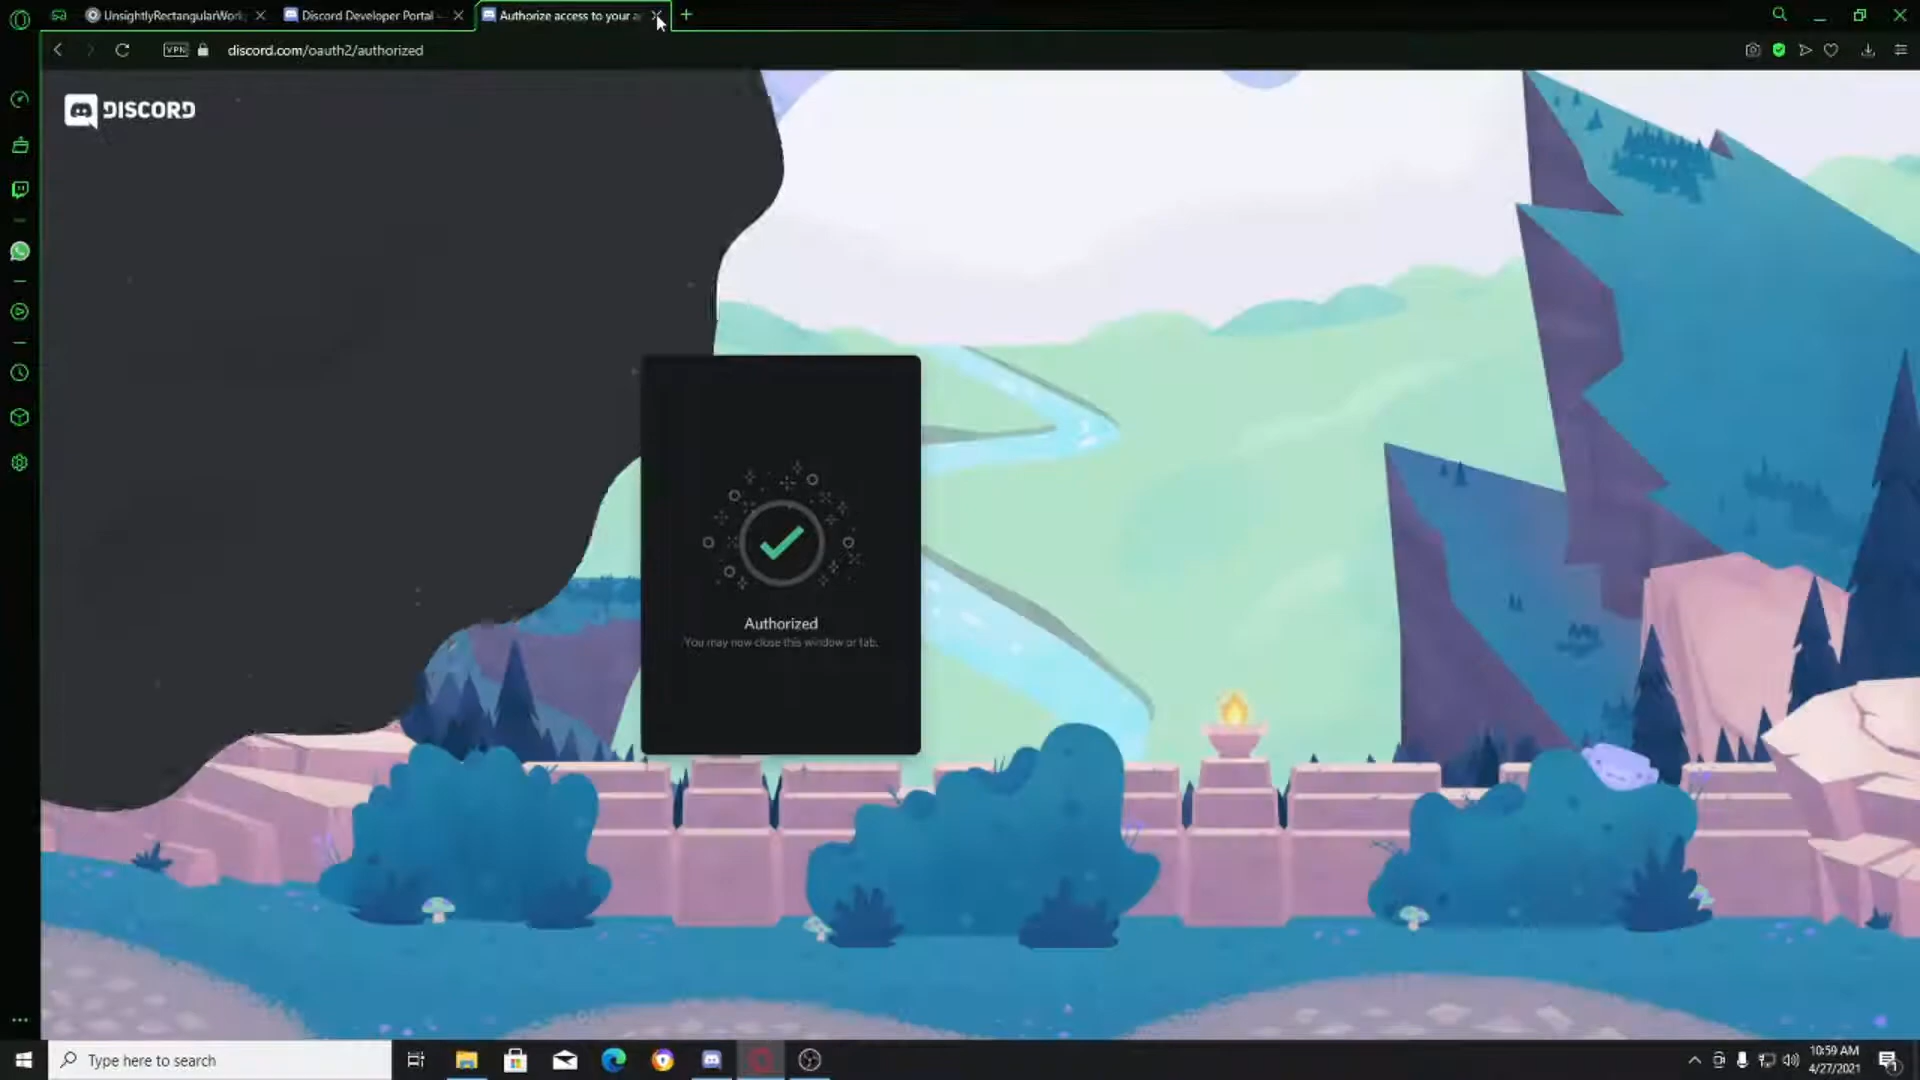 UnsightlyRectangularWork
Discord Developer Portal -
Authorize access to your a
VPN
discord.com/oauth2/authorized
DISCORD
Authorized
You may now close this window or tab.
Type here to search
10:59 AM
4/27/2021